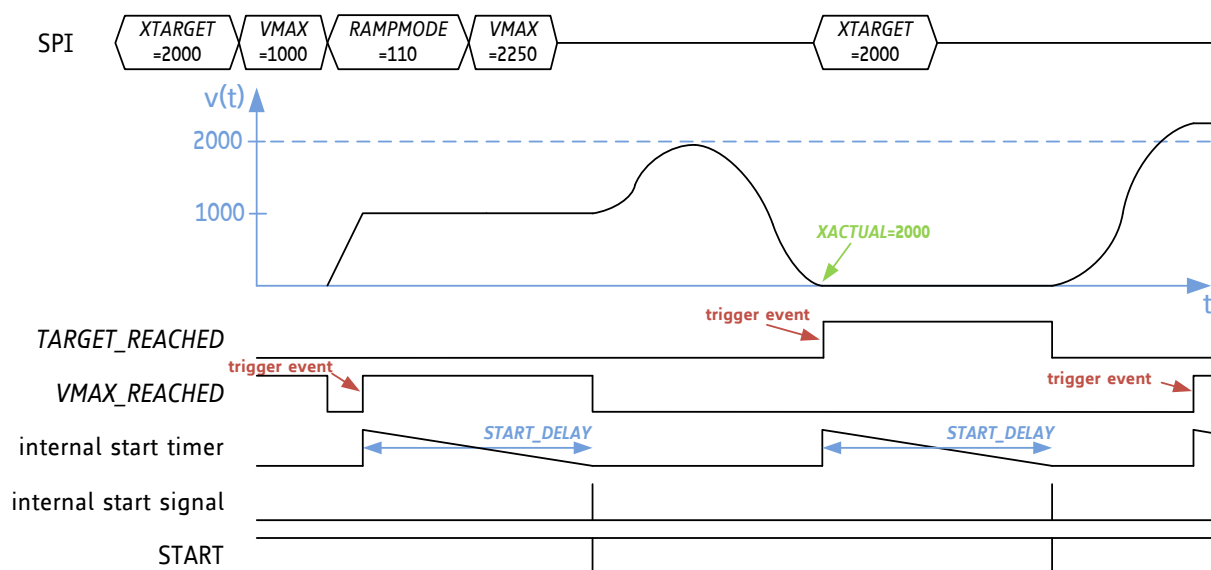 SPI
XTARGET
=2000
VMAX
=1000
RAMPMODE
=110
VMAX
=2250
XTARGET
=2000
v(t)
2000
1000
XACTUAL=2000
t
TARGET_REACHED
trigger event
VMAX_REACHED
trigger event
trigger event
internal start timer
START_DELAY
START_DELAY
internal start signal
START